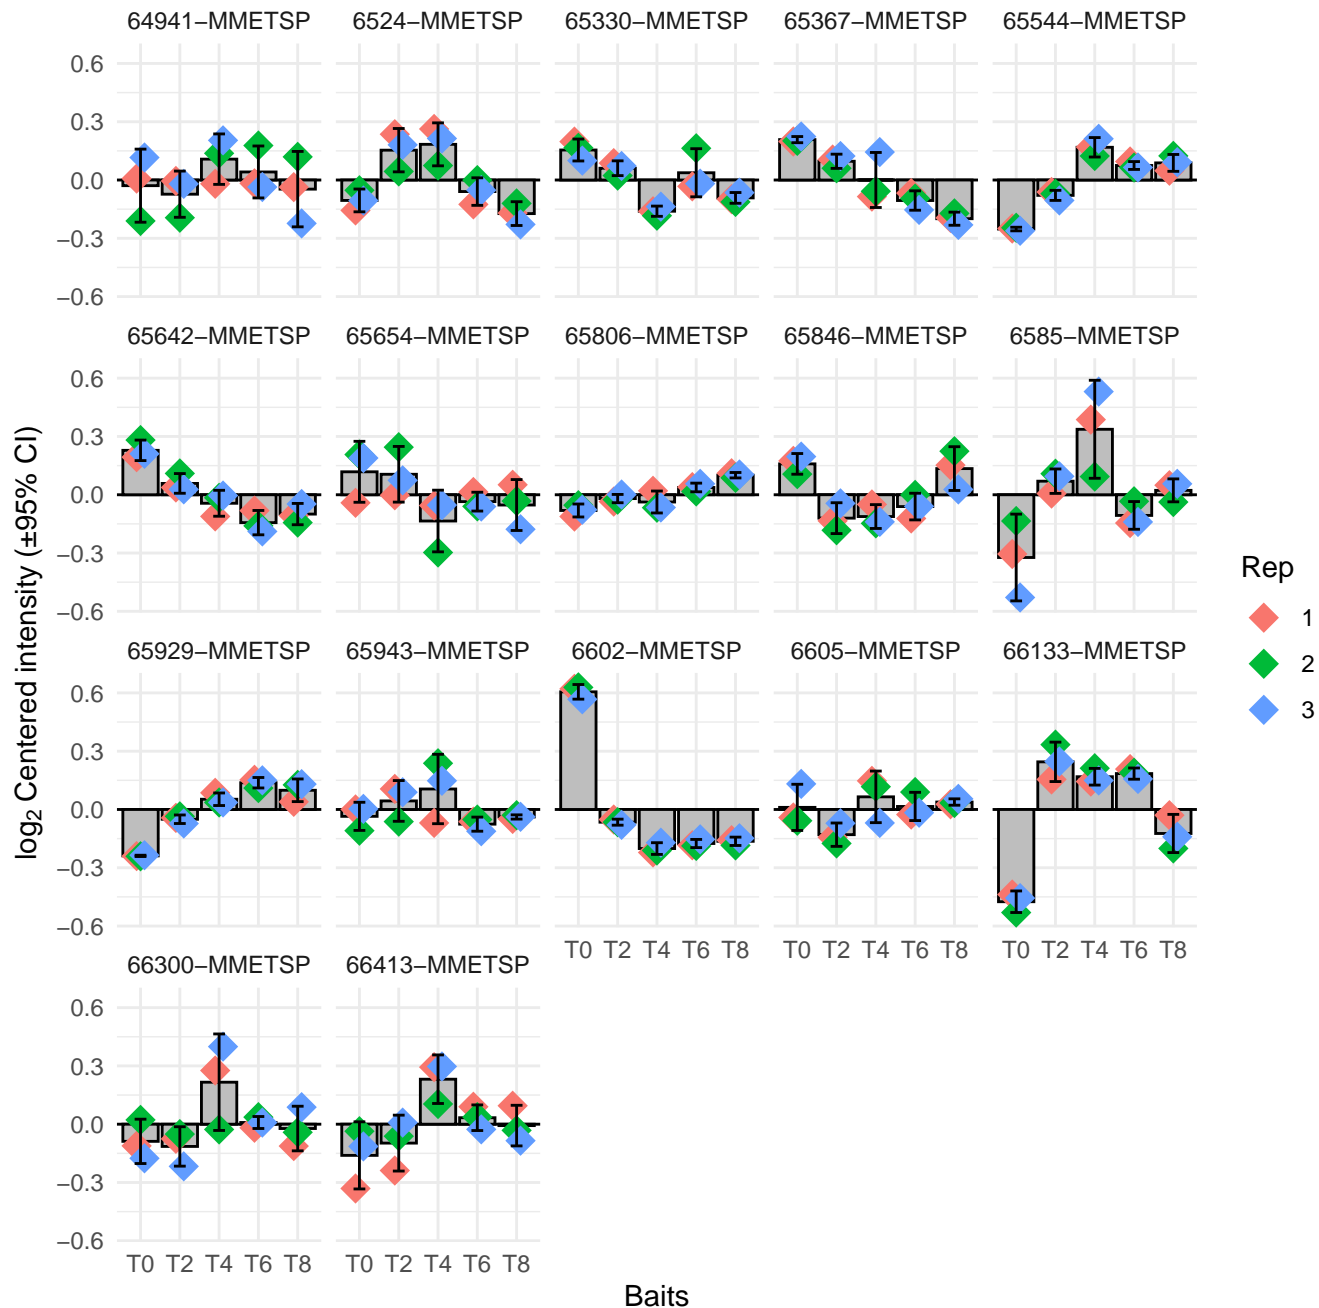 64941−MMETSP 6524−MMETSP 65330−MMETSP 65367−MMETSP 65544−MMETSP
0.6
0.3
0.0
−0.3
−0.6
65642−MMETSP 65654−MMETSP 65806−MMETSP 65846−MMETSP 6585−MMETSP
0.6
0.3
0.0
−0.3
−0.6
65929−MMETSP 65943−MMETSP 6602−MMETSP 6605−MMETSP 66133−MMETSP
0.6
0.3
0.0
−0.3
−0.6
T0 T2 T4 T6 T8 T0 T2 T4 T6 T8 T0 T2 T4 T6 T8
66300−MMETSP 66413−MMETSP
0.6
0.3
0.0
−0.3
−0.6
T0 T2 T4 T6 T8 T0 T2 T4 T6 T8
Baits
log2 Centered intensity (±95% CI)
Rep
1
2
3